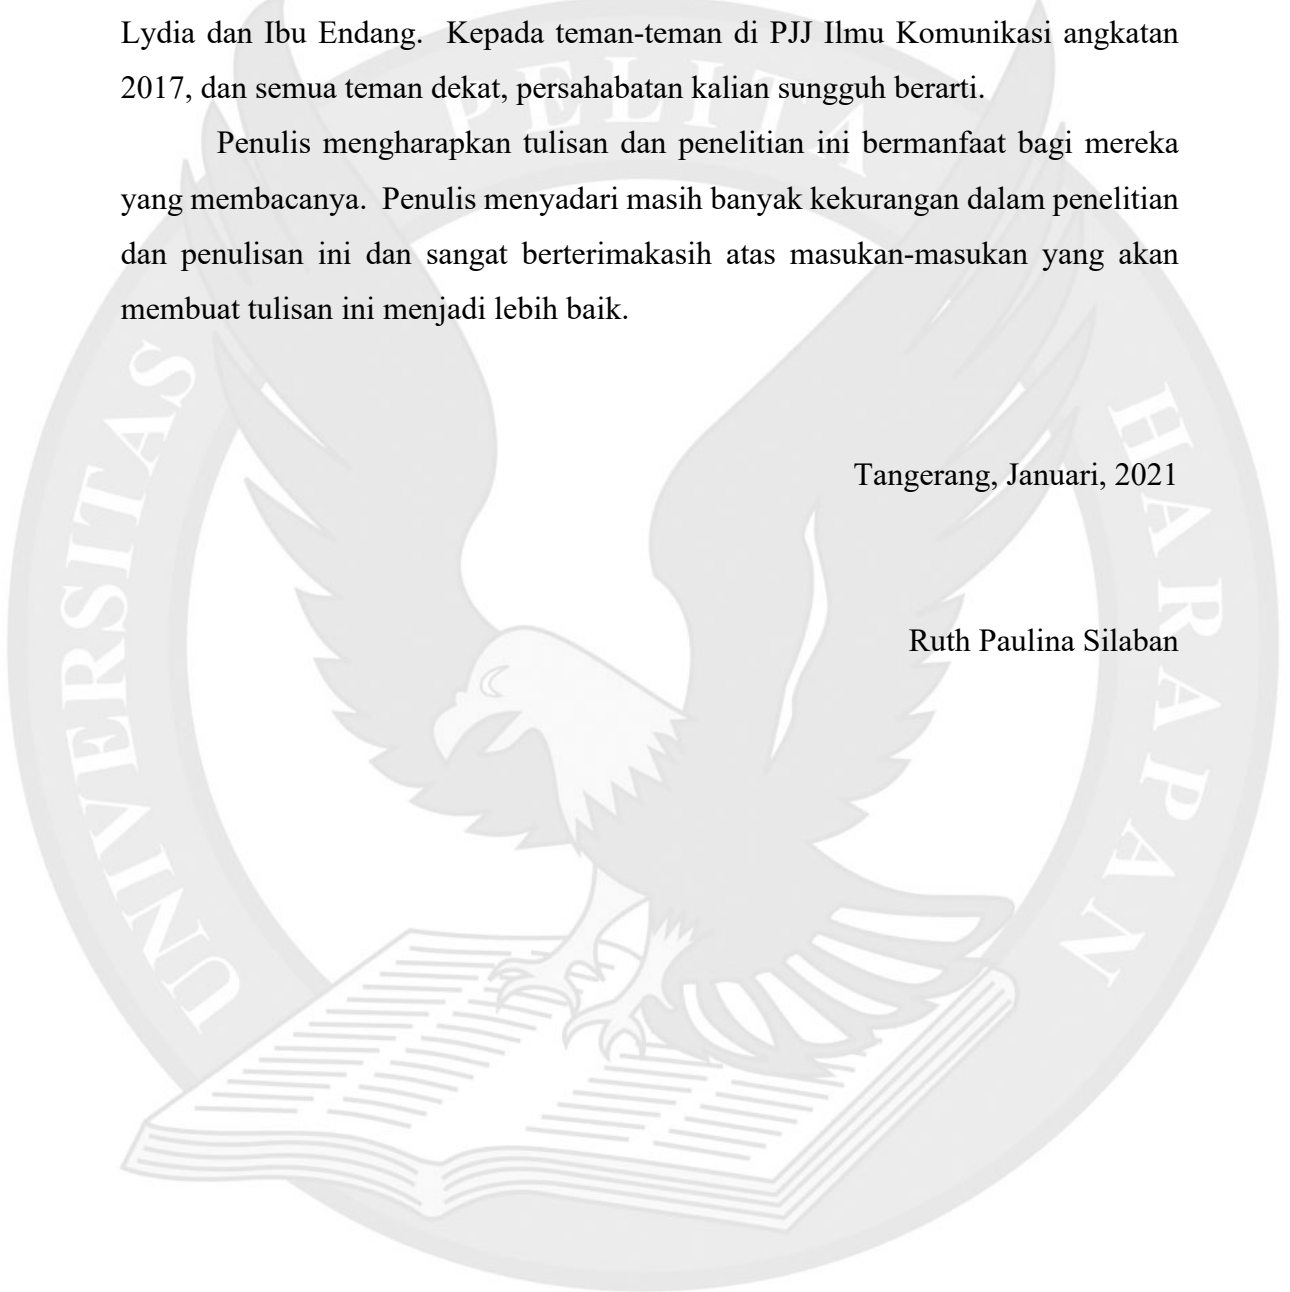 Lydia dan Ibu Endang.  Kepada teman-teman di PJJ Ilmu Komunikasi angkatan
2017, dan semua teman dekat, persahabatan kalian sungguh berarti.
Penulis mengharapkan tulisan dan penelitian ini bermanfaat bagi mereka
yang membacanya.  Penulis menyadari masih banyak kekurangan dalam penelitian
dan penulisan ini dan sangat berterimakasih atas masukan-masukan yang akan
membuat tulisan ini menjadi lebih baik.
Tangerang, Januari, 2021
Ruth Paulina Silaban
UNIVERSITAS
PELITA
HARAPAN